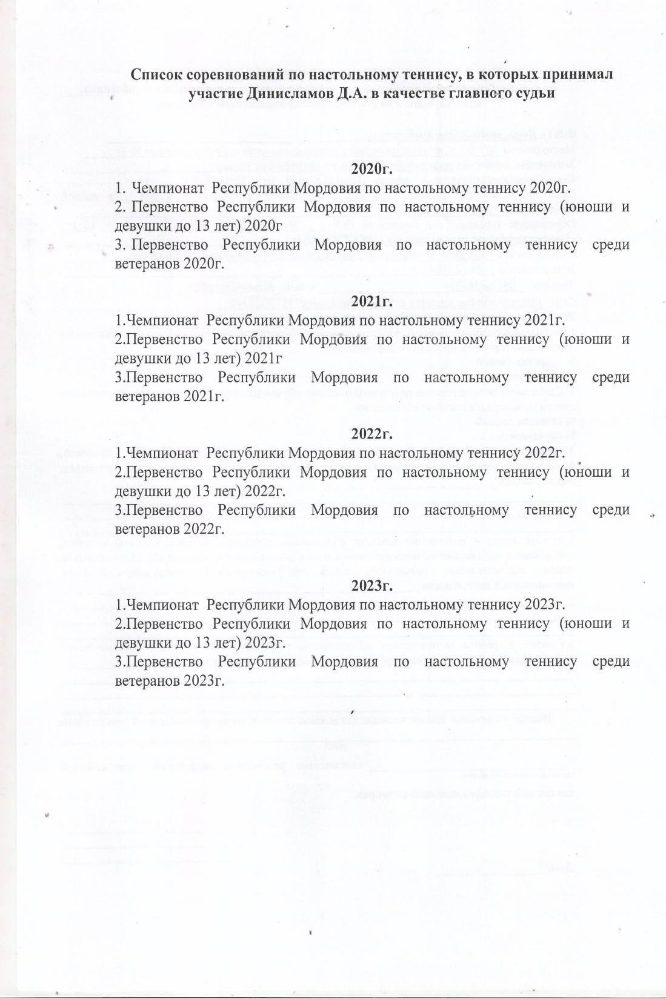 Список соревнований по настольному теннису, в которых принимал
участие Динисламов Д.А. в качестве главного судьи
2020г.
1. Чемпионат Республики Мордовия по настольному теннису 2020г.
2. Первенство Республики Мордовия по настольному теннису (юноши и
девушки до 13 лет) 2020г
3. Первенство Республики Мордовия по настольному теннису среди
ветеранов 2020г.
2021г.
1.Чемпионат Республики Мордовия по настольному теннису 2021г.
2.Первенство Республики Мордовия по настольному теннису (юноши и
девушки до 13 лет) 2021г
3.Первенство Республики Мордовия по настольному теннису среди
ветеранов 2021г.
2022г.
1.Чемпионат Республики Мордовия по настольному теннису 2022г.
2.Первенство Республики Мордовия по настольному теннису (юноши и
девушки до 13 лет) 2022г.
3.Первенство Республики Мордовия по настольному теннису среди
ветеранов 2022г.
2023г.
1.Чемпионат Республики Мордовия по настольному теннису 2023г.
2.Первенство Республики Мордовия по настольному теннису (юноши и
девушки до 13 лет) 2023г.
3.Первенство Республики Мордовия по настольному теннису среди
ветеранов 2023г.